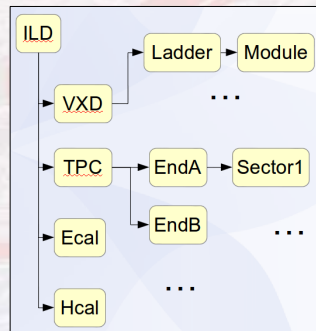 ILD
Ladder
Module
VXD
...
TPC
EndA
Sector1
Ecal
EndB
...
...
Hcal